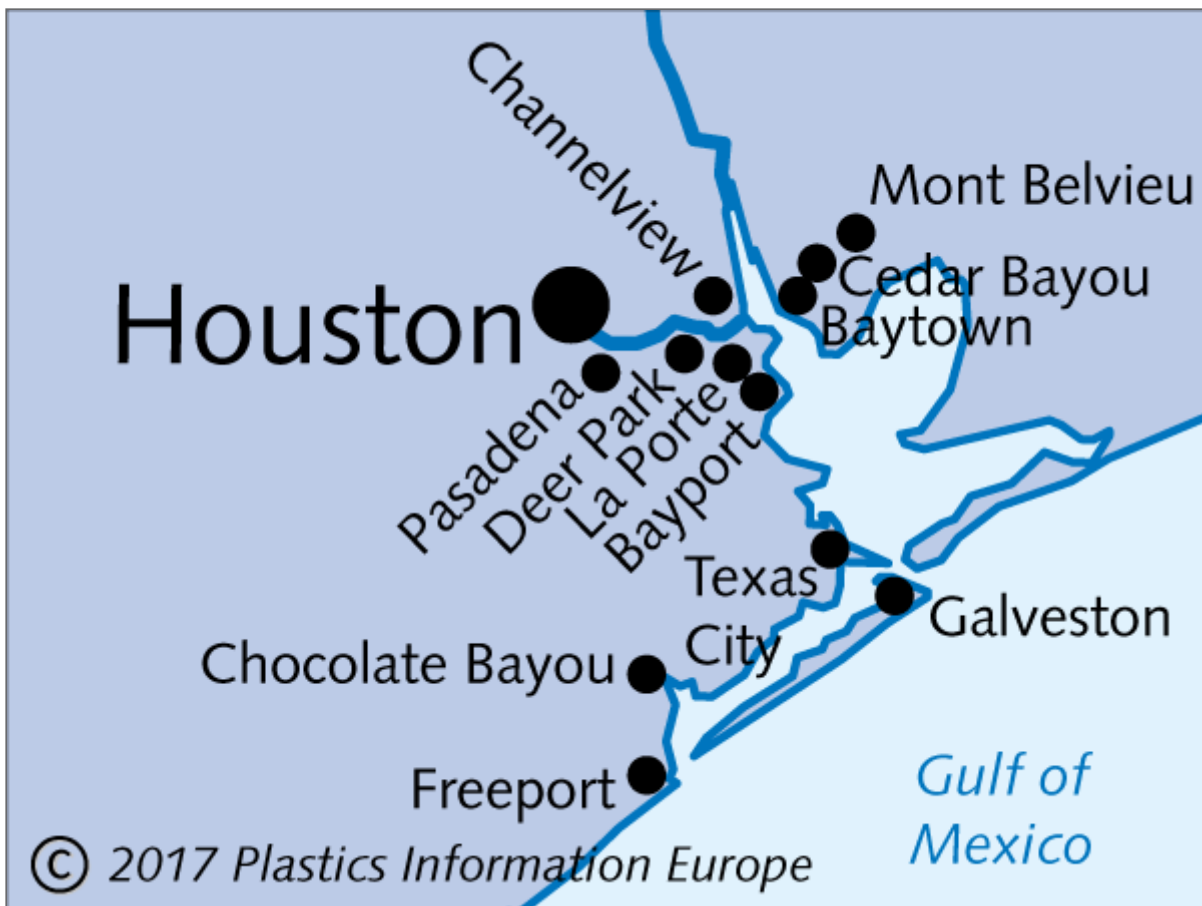 Channelview
Mont Belvieu
Cedar Bayou
Houston
Baytown
Pasadena
Deer Park
La Porte
Bayport
Texas
City
Galveston
Chocolate Bayou
Freeport
Gulf of
Mexico
© 2017 Plastics Information Europe